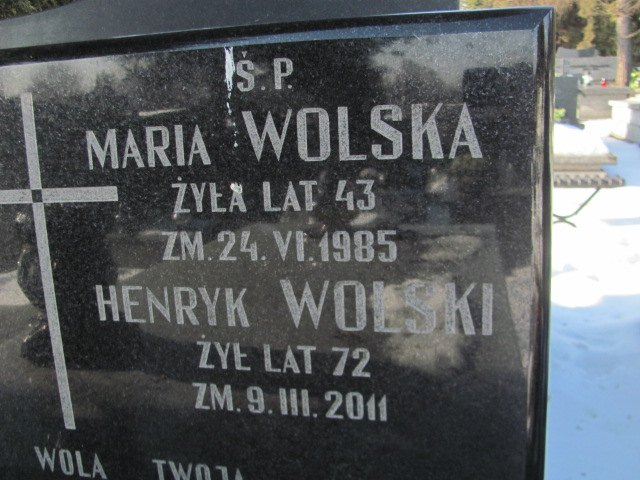 Ś.P.
MARIA WOLSKA
ŻYŁA LAT 43
ZM. 24. VI. 1985
HENRYK WOLSKI
ŻYŁ LAT 72
ZM. 9. III. 2011
WOLA TWOJA